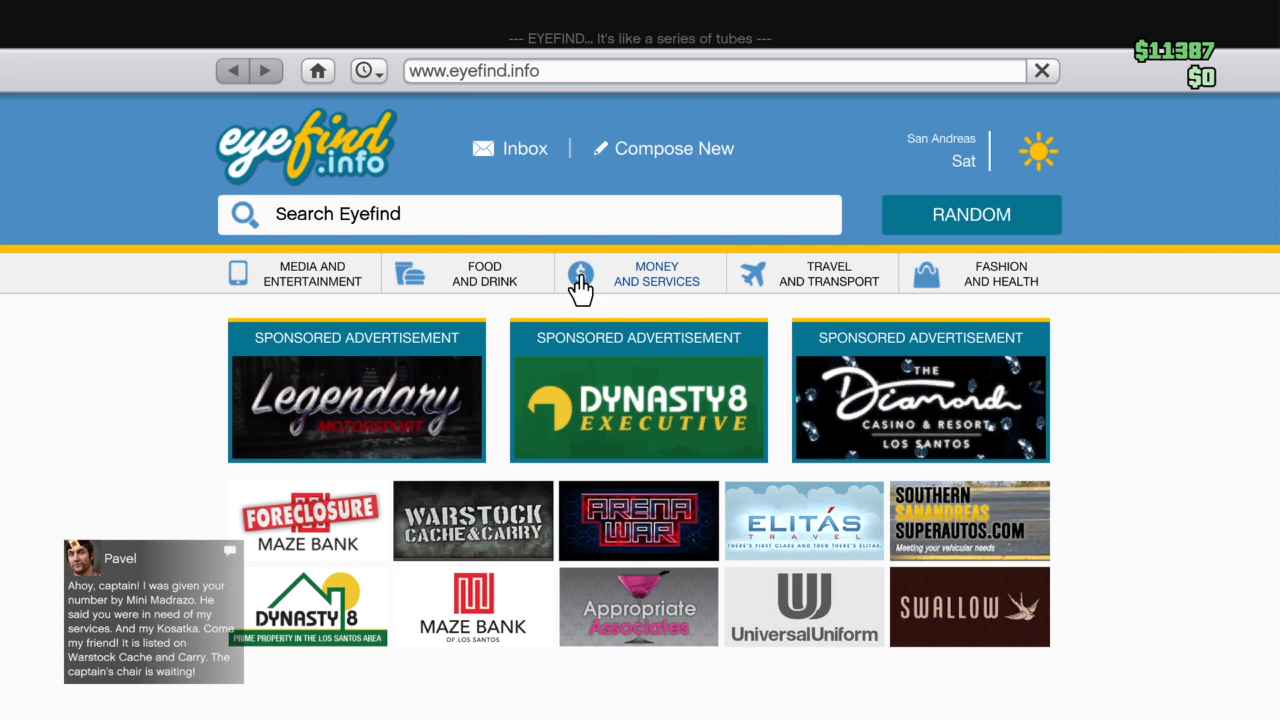 --- EYEFIND... It's like a series of tubes ---
$11387
www.eyefind.info
$0
eyefind
.info
Inbox
Compose New
San Andreas
Sat
Search Eyefind
RANDOM
MEDIA AND
ENTERTAINMENT
FOOD
AND DRINK
MONEY
AND SERVICES
TRAVEL
AND TRANSPORT
FASHION
AND HEALTH
SPONSORED ADVERTISEMENT
Legendary
MOTORSPORT
SPONSORED ADVERTISEMENT
DYNASTY8
EXECUTIVE
SPONSORED ADVERTISEMENT
THE
Diamond
CASINO & RESORT
LOS SANTOS
FORECLOSURE
MAZE BANK
WARSTOCK
CACHE&CARRY
ARENA
WAR
ELITÁS
TRAVEL
THERE'S FIRST CLASS AND THEN THERE'S ELITAS.
SOUTHERN
SANANDREAS
SUPERAUTOS.COM
Meeting your vehicular needs
DYNASTY 8
PRIME PROPERTY IN THE LOS SANTOS AREA
MAZE BANK
OF LOS SANTOS
Appropriate
Associates
UniversalUniform
SWALLOW
Pavel
Ahoy, captain! I was given your
number by Mini Madrazo. He
said you were in need of my
services. And my Kosatka. Come
my friend! It is listed on
Warstock Cache and Carry. The
captain's chair is waiting!